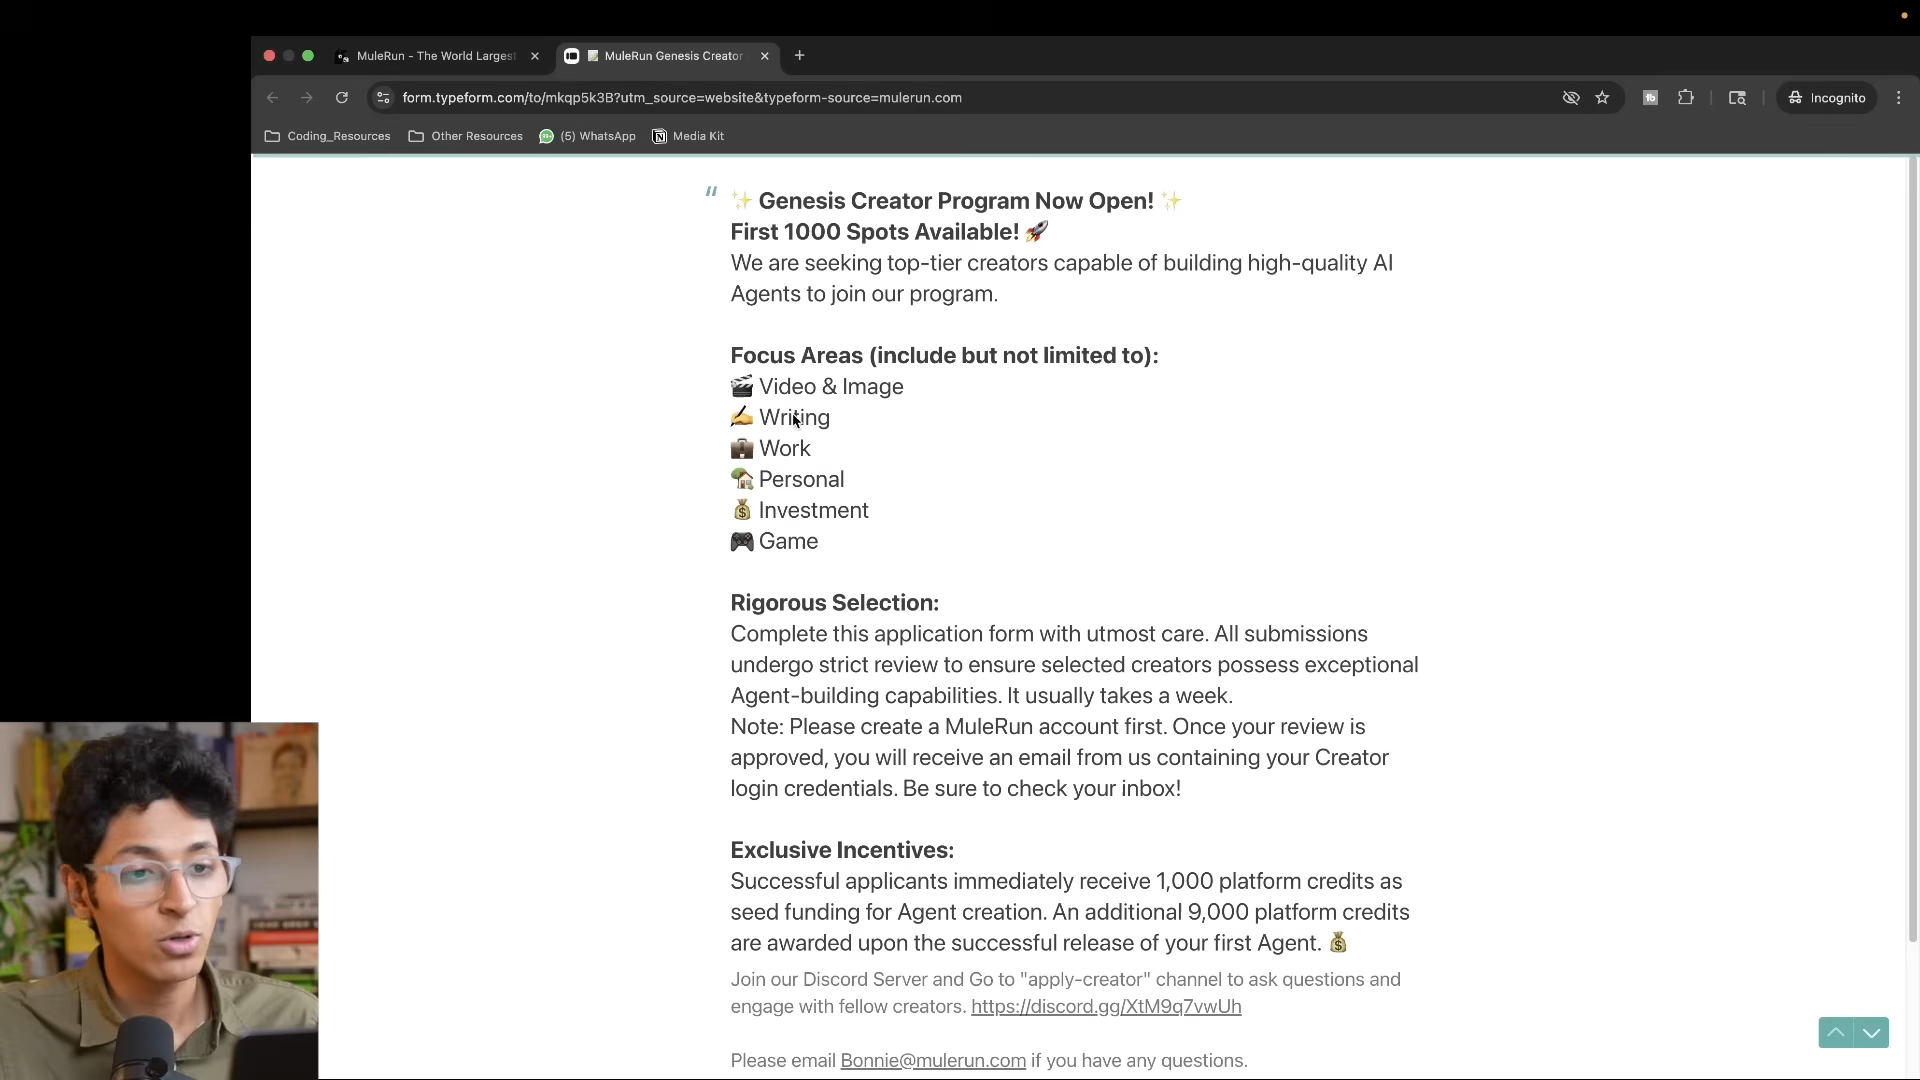 MuleRun - The World Largest
MuleRun Genesis Creator
form.typeform.com/to/mkqp5k3B?utm_source=website&typeform-source=mulerun.com
Incognito
Coding_Resources
Other Resources
(5) WhatsApp
Media Kit
" ✨ Genesis Creator Program Now Open! ✨
First 1000 Spots Available! 🚀
We are seeking top-tier creators capable of building high-quality AI
Agents to join our program.
Focus Areas (include but not limited to):
🎬 Video & Image
✍️ Writing
💼 Work
🏡 Personal
💰 Investment
🎮 Game
Rigorous Selection:
Complete this application form with utmost care. All submissions
undergo strict review to ensure selected creators possess exceptional
Agent-building capabilities. It usually takes a week.
Note: Please create a MuleRun account first. Once your review is
approved, you will receive an email from us containing your Creator
login credentials. Be sure to check your inbox!
Exclusive Incentives:
Successful applicants immediately receive 1,000 platform credits as
seed funding for Agent creation. An additional 9,000 platform credits
are awarded upon the successful release of your first Agent. 💰
Join our Discord Server and Go to "apply-creator" channel to ask questions and
engage with fellow creators. https://discord.gg/XtM9q7vwUh
Please email Bonnie@mulerun.com if you have any questions.